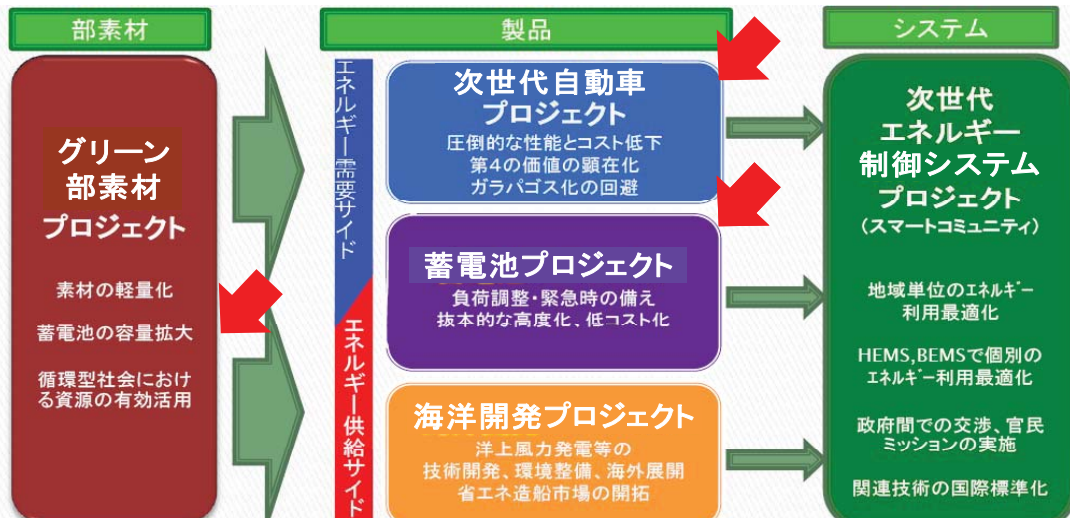 部素材
グリーン
部素材
プロジェクト
素材の軽量化
蓄電池の容量拡大
循環型社会におけ
る資源の有効活用
製品
エネルギー需要サイド
エネルギー供給サイド
次世代自動車
プロジェクト
圧倒的な性能とコスト低下
第4の価値の顕在化
ガラパゴス化の回避
蓄電池プロジェクト
負荷調整・緊急時の備え
抜本的な高度化、低コスト化
海洋開発プロジェクト
洋上風力発電等の
技術開発、環境整備、海外展開
省エネ造船市場の開拓
システム
次世代
エネルギー
制御システム
プロジェクト
(スマートコミュニティ)
地域単位のエネルギー
利用最適化
HEMS,BEMSで個別の
エネルギー利用最適化
政府間での交渉、官民
ミッションの実施
関連技術の国際標準化